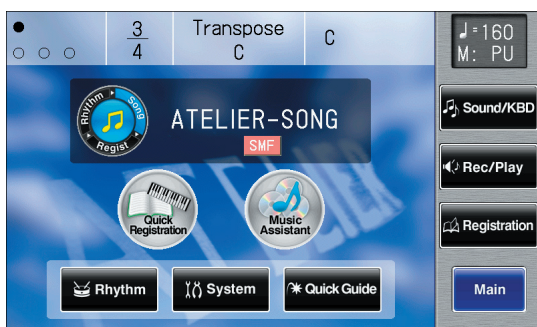 3
4
Transpose
C
C
♩=160
M: PU
Rhythm
Song
Regist
ATELIER-SONG
SMF
Quick
Registration
Music
Assistant
Sound/KBD
Rec/Play
Registration
Main
Rhythm
System
Quick Guide
ATELIER